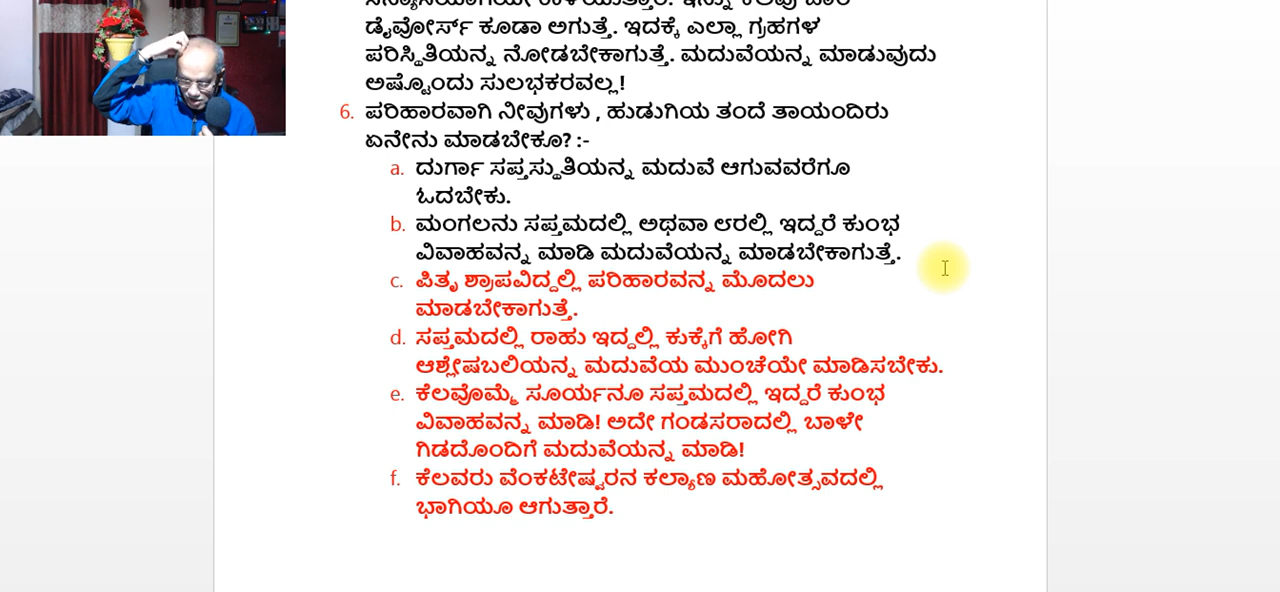 ಡೈವೋರ್ಸ್ ಕೂಡಾ ಆಗುತ್ತೆ. ಇದಕ್ಕೆ ಎಲ್ಲಾ ಗ್ರಹಗಳ
ಪರಿಸ್ಥಿತಿಯನ್ನ ನೋಡಬೇಕಾಗುತ್ತೆ. ಮದುವೆಯನ್ನ ಮಾಡುವುದು
ಅಷ್ಟೊಂದು ಸುಲಭಕರವಲ್ಲ!
6. ಪರಿಹಾರವಾಗಿ ನೀವುಗಳು , ಹುಡುಗಿಯ ತಂದೆ ತಾಯಂದಿರು
ಏನೇನು ಮಾಡಬೇಕೂ? :-
a. ದುರ್ಗಾ ಸಪ್ತಸ್ತುತಿಯನ್ನ ಮದುವೆ ಆಗುವವರೆಗೂ
ಓದಬೇಕು.
b. ಮಂಗಲನು ಸಪ್ತಮದಲ್ಲಿ ಅಥವಾ ೮ರಲ್ಲಿ ಇದ್ದರೆ ಕುಂಭ
ವಿವಾಹವನ್ನ ಮಾಡಿ ಮದುವೆಯನ್ನ ಮಾಡಬೇಕಾಗುತ್ತೆ.
c. ಪಿತೃ ಶ್ರಾಪವಿದ್ದಲ್ಲಿ ಪರಿಹಾರವನ್ನ ಮೊದಲು
ಮಾಡಬೇಕಾಗುತ್ತೆ.
d. ಸಪ್ತಮದಲ್ಲಿ ರಾಹು ಇದ್ದಲ್ಲಿ ಕುಕ್ಕೆಗೆ ಹೋಗಿ
ಆಶ್ಲೇಷಬಲಿಯನ್ನ ಮದುವೆಯ ಮುಂಚೆಯೇ ಮಾಡಿಸಬೇಕು.
e. ಕೆಲವೊಮ್ಮೆ ಸೂರ್ಯನೂ ಸಪ್ತಮದಲ್ಲಿ ಇದ್ದರೆ ಕುಂಭ
ವಿವಾಹವನ್ನ ಮಾಡಿ! ಅದೇ ಗಂಡಸರಾದಲ್ಲಿ ಬಾಳೇ
ಗಿಡದೊಂದಿಗೆ ಮದುವೆಯನ್ನ ಮಾಡಿ!
f. ಕೆಲವರು ವೆಂಕಟೇಷ್ವರನ ಕಲ್ಯಾಣ ಮಹೋತ್ಸವದಲ್ಲಿ
ಭಾಗಿಯೂ ಆಗುತ್ತಾರೆ.